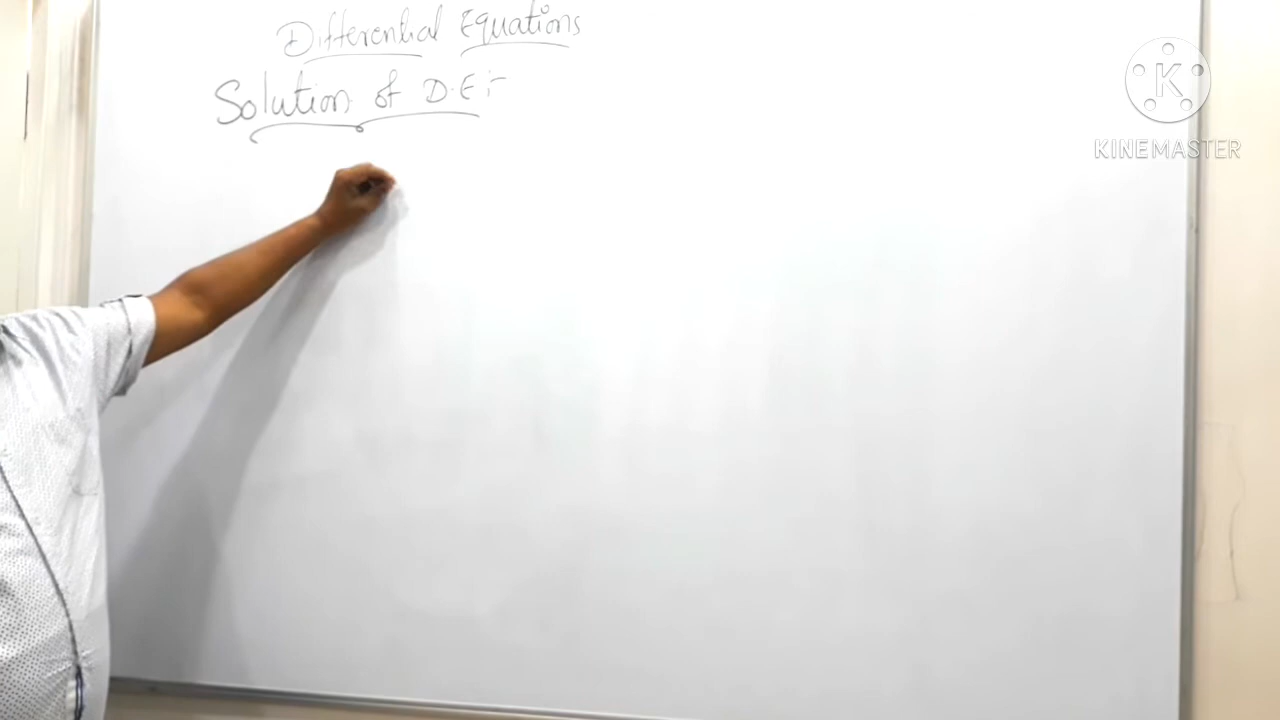 Differential Equations
Solution of D.E :-
K
KINEMASTER